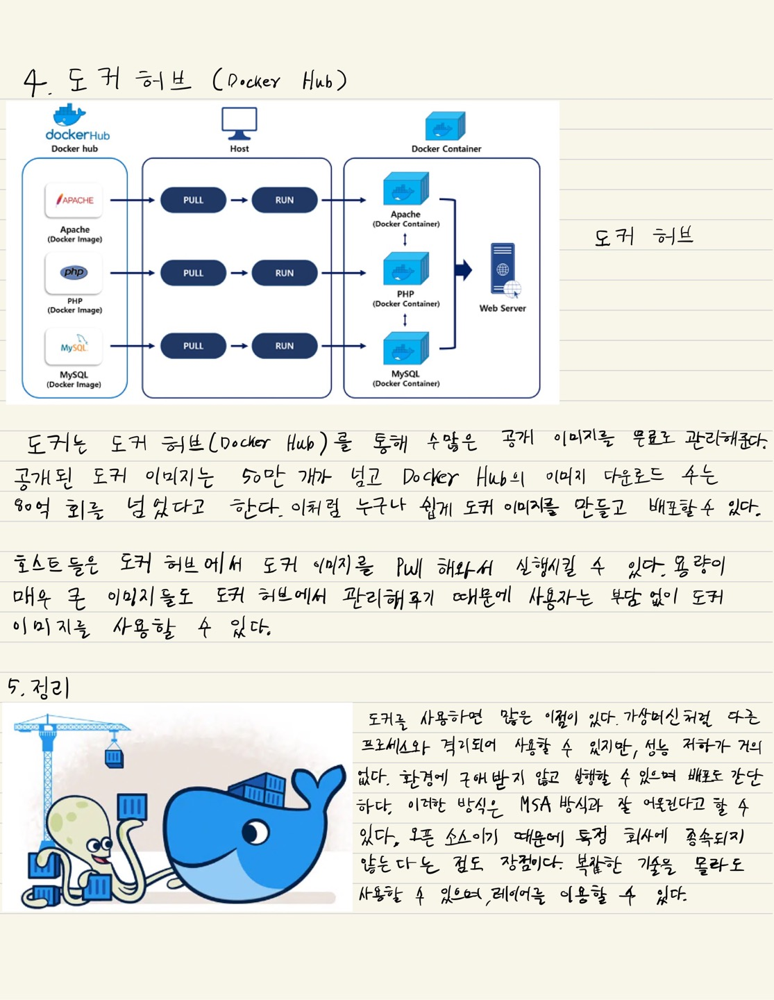 4. 도커 허브 (Docker Hub)
dockerHub
Docker hub
Host
Docker Container
APACHE
PULL
RUN
Apache
(Docker Image)
Apache
(Docker Container)
php
PULL
RUN
PHP
(Docker Image)
PHP
(Docker Container)
MySQL
PULL
RUN
MySQL
(Docker Image)
MySQL
(Docker Container)
Web Server
도커 허브
도커는 도커 허브(Docker Hub)를 통해 수많은 공개 이미지를 무료로 관리해준다.
공개된 도커 이미지는 50만 개가 넘고 Docker Hub의 이미지 다운로드 수는
80억 회를 넘었다고 한다. 이처럼 누구나 쉽게 도커 이미지를 만들고 배포할 수 있다.
호스트들은 도커 허브에서 도커 이미지를 Pull 해와서 실행시킬 수 있다. 용량이
매우 큰 이미지들도 도커 허브에서 관리해주기 때문에 사용자는 부담없이 도커
이미지를 사용할 수 있다.
5. 정리
도커를 사용하면 많은 이점이 있다. 가상머신처럼 다른
프로세스와 격리되어 사용할 수 있지만, 성능 저하가 거의
없다. 환경에 구애받지 않고 실행할 수 있으며 배포도 간단
하다. 이러한 방식은 MSA 방식과 잘 어울린다고 할 수
있다. 오픈 소스이기 때문에 특정 회사에 종속되지
않는다는 점도 장점이다. 복잡한 기술을 몰라도
사용할 수 있으며, 레이어를 이용할 수 있다.